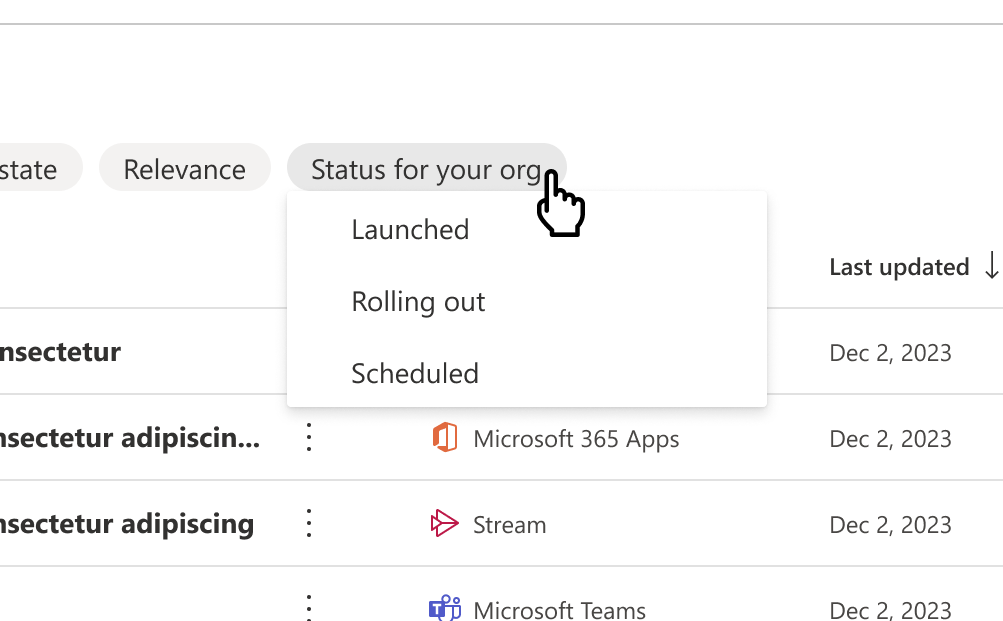 state
Relevance
Status for your org
Launched
Rolling out
Scheduled
Last updated
nsectetur
Dec 2, 2023
nsectetur adipiscin...
Microsoft 365 Apps
Dec 2, 2023
nsectetur adipiscing
Stream
Dec 2, 2023
Microsoft Teams
Dec 2, 2023